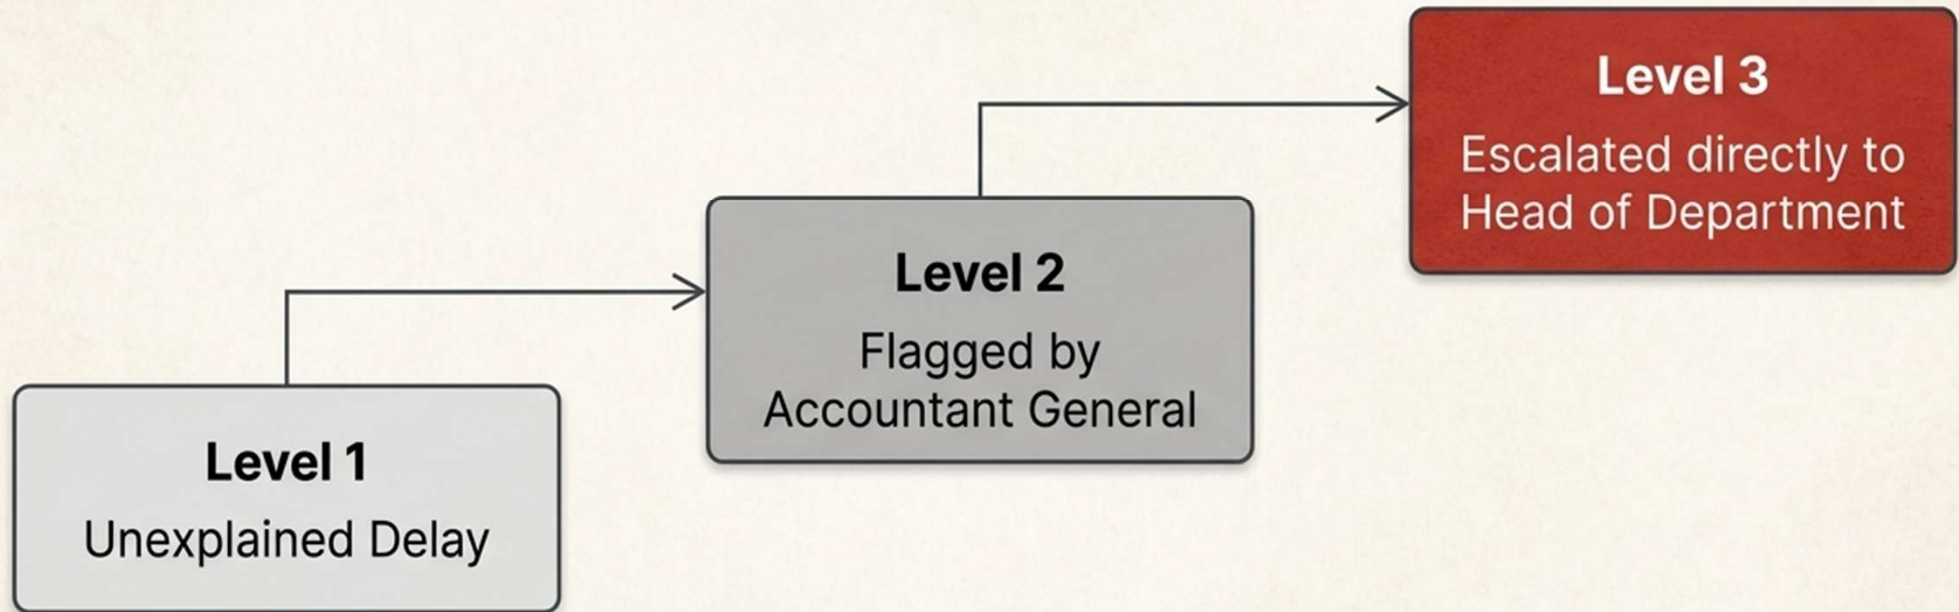 Level 1
Unexplained Delay
Level 2
Flagged by
Accountant General
Level 3
Escalated directly to
Head of Department